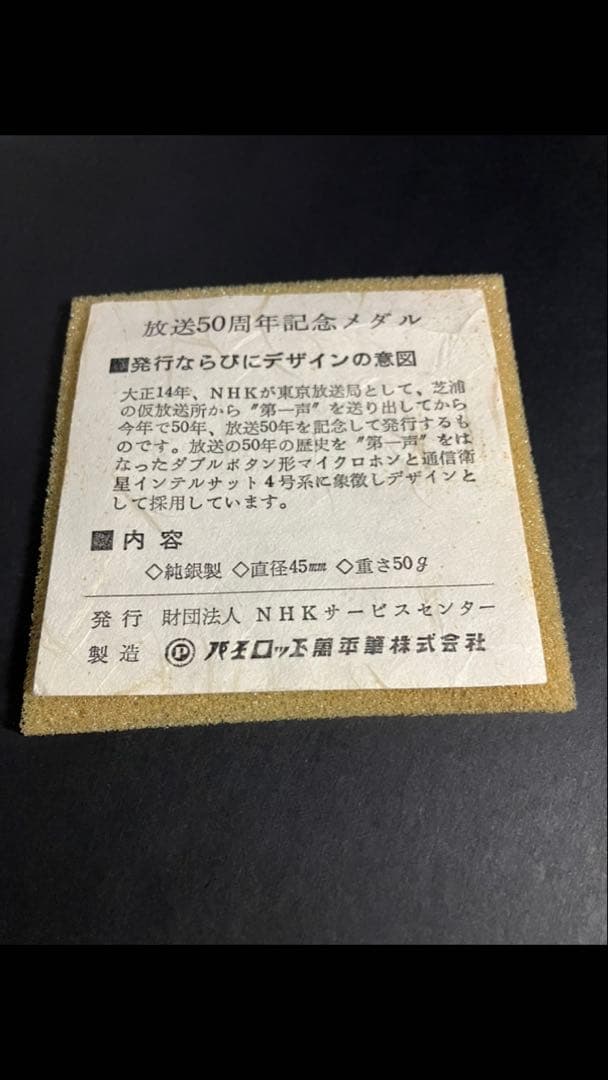 放送50周年記念メダル
■発行ならびにデザインの意図
大正14年、NHKが東京放送局として、芝浦
の仮放送所から〝第一声〟を送り出してから
今年で50年、放送50年を記念して発行するも
のです。放送の50年の歴史を〝第一声〟をは
なったダブルボタン形マイクロホンと通信衛
星インテルサット4号系に象徴しデザインと
して採用しています。
■内容
◇純銀製 ◇直径45mm ◇重さ50g
発行 財団法人 NHKサービスセンター
製造 パイロット萬年筆株式会社